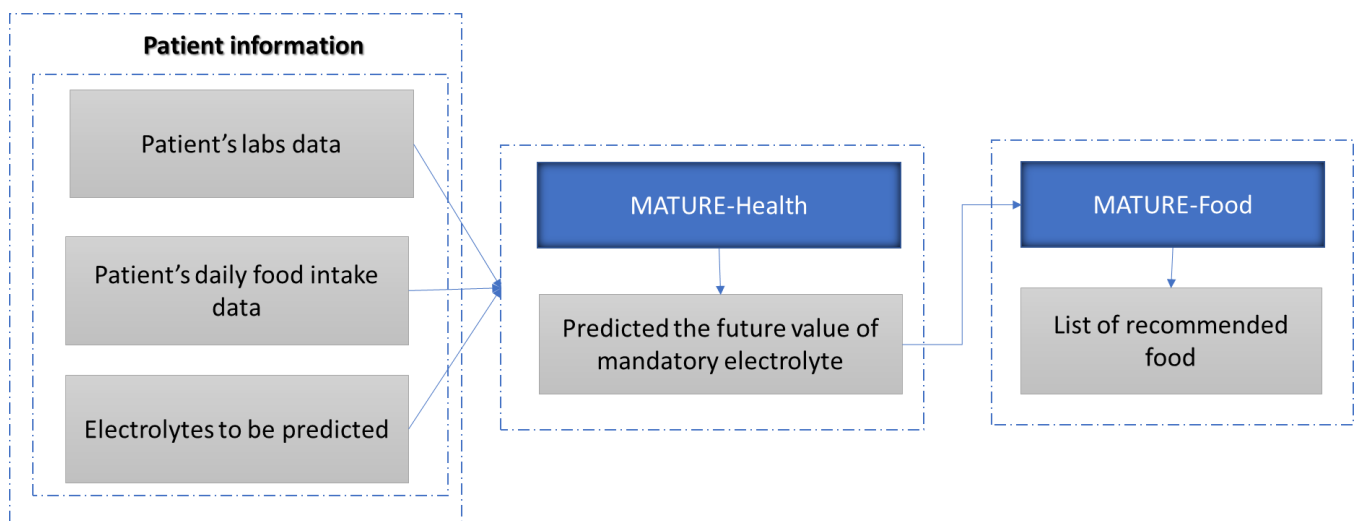 Patient information
Patient's labs data
Patient's daily food intake
data
Electrolytes to be predicted
MATURE-Health
Predicted the future value of
mandatory electrolyte
MATURE-Food
List of recommended
food